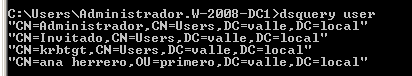 C:\Users\Administrador.W-2008-DC1>dsquery user
"CN=Administrador,CN=Users,DC=valle,DC=local"
"CN=Invitado,CN=Users,DC=valle,DC=local"
"CN=krbtgt,CN=Users,DC=valle,DC=local"
"CN=ana herrero,OU=primero,DC=valle,DC=local"